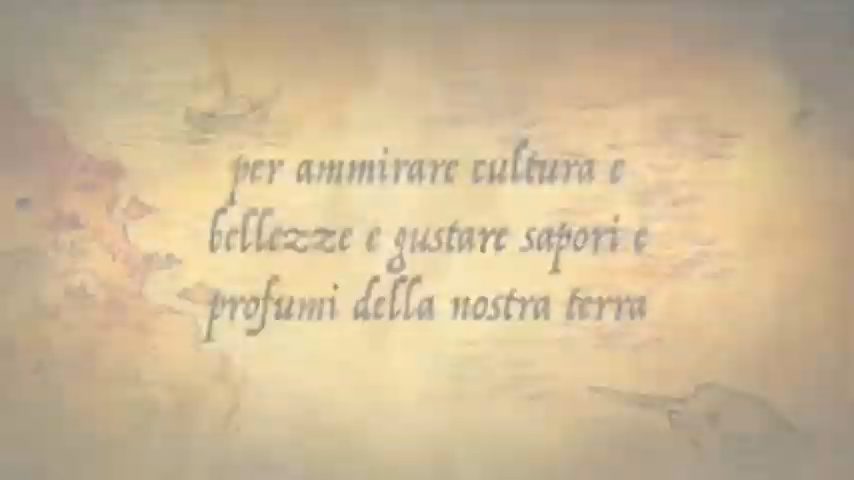 per ammirare cultura e
bellezze e gustare sapori e
profumi della nostra terra